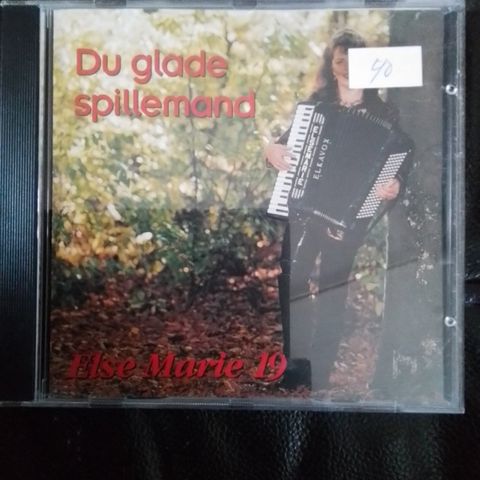 Du glade
spillemand
40
ELKAVOX
Else Marie 19